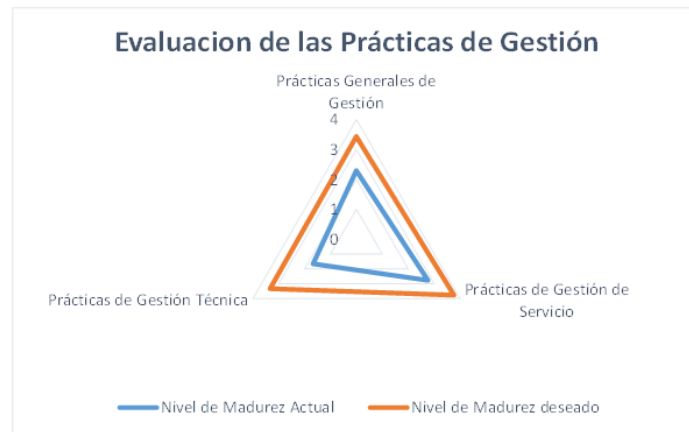 Evaluacion de las Prácticas de Gestión
Prácticas Generales de
Gestión
4
3
2
1
0
Prácticas de Gestión Técnica
Prácticas de Gestión de
Servicio
Nivel de Madurez Actual
Nivel de Madurez deseado